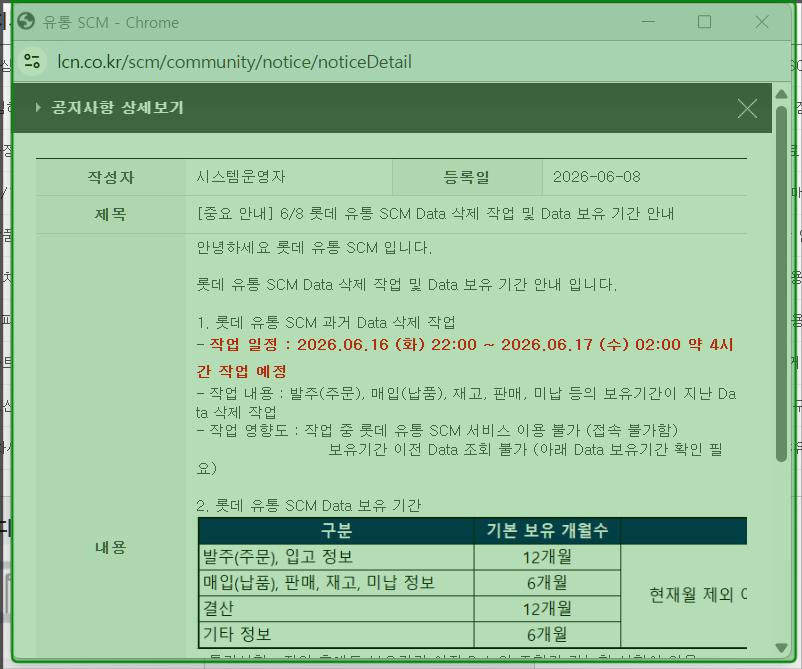 유통 SCM - Chrome
lcn.co.kr/scm/community/notice/noticeDetail
공지사항 상세보기
작성자 시스템운영자 등록일 2026-06-08
제목 [중요 안내] 6/8 롯데 유통 SCM Data 삭제 작업 및 Data 보유 기간 안내
안녕하세요 롯데 유통 SCM 입니다.
롯데 유통 SCM Data 삭제 작업 및 Data 보유 기간 안내 입니다.
1. 롯데 유통 SCM 과거 Data 삭제 작업
- 작업 일정 : 2026.06.16 (화) 22:00 ~ 2026.06.17 (수) 02:00 약 4시
간 작업 예정
- 작업 내용 : 발주(주문), 매입(납품), 재고, 판매, 미납 등의 보유기간이 지난 Da
ta 삭제 작업
- 작업 영향도 : 작업 중 롯데 유통 SCM 서비스 이용 불가 (접속 불가함)
보유기간 이전 Data 조회 불가 (아래 Data 보유기간 확인 필
요)
2. 롯데 유통 SCM Data 보유 기간
내용
구분 기본 보유 개월수
발주(주문), 입고 정보 12개월
매입(납품), 판매, 재고, 미납 정보 6개월
현재월 제외
결산 12개월
기타 정보 6개월